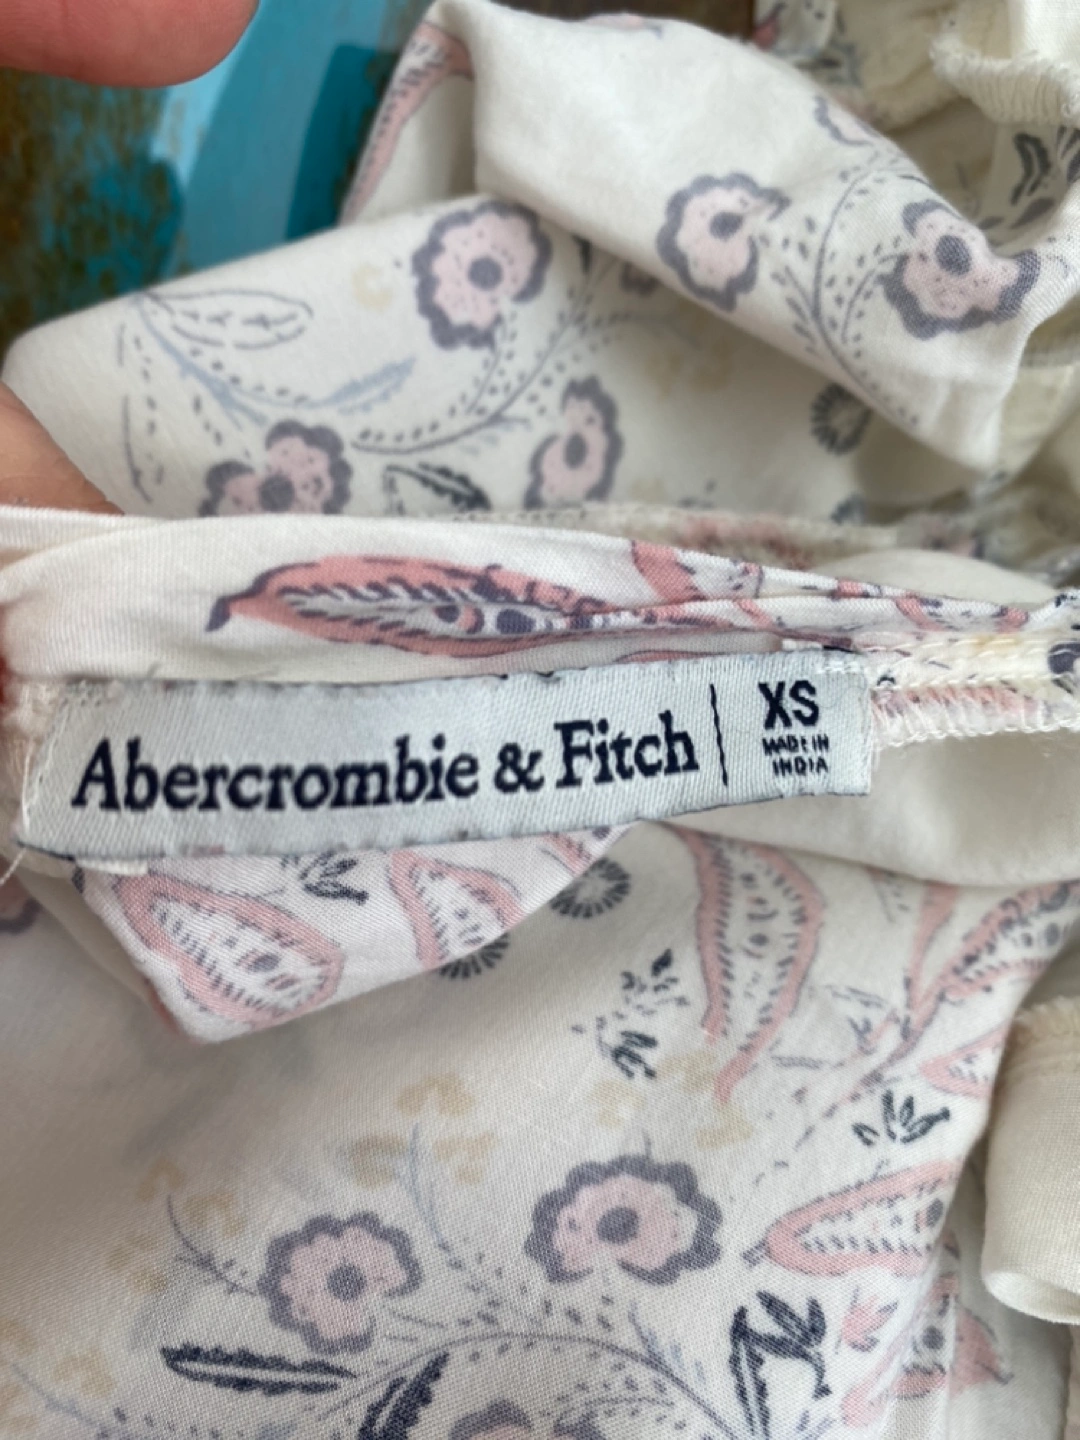 Abercrombie & Fitch | XS
MADE IN
INDIA